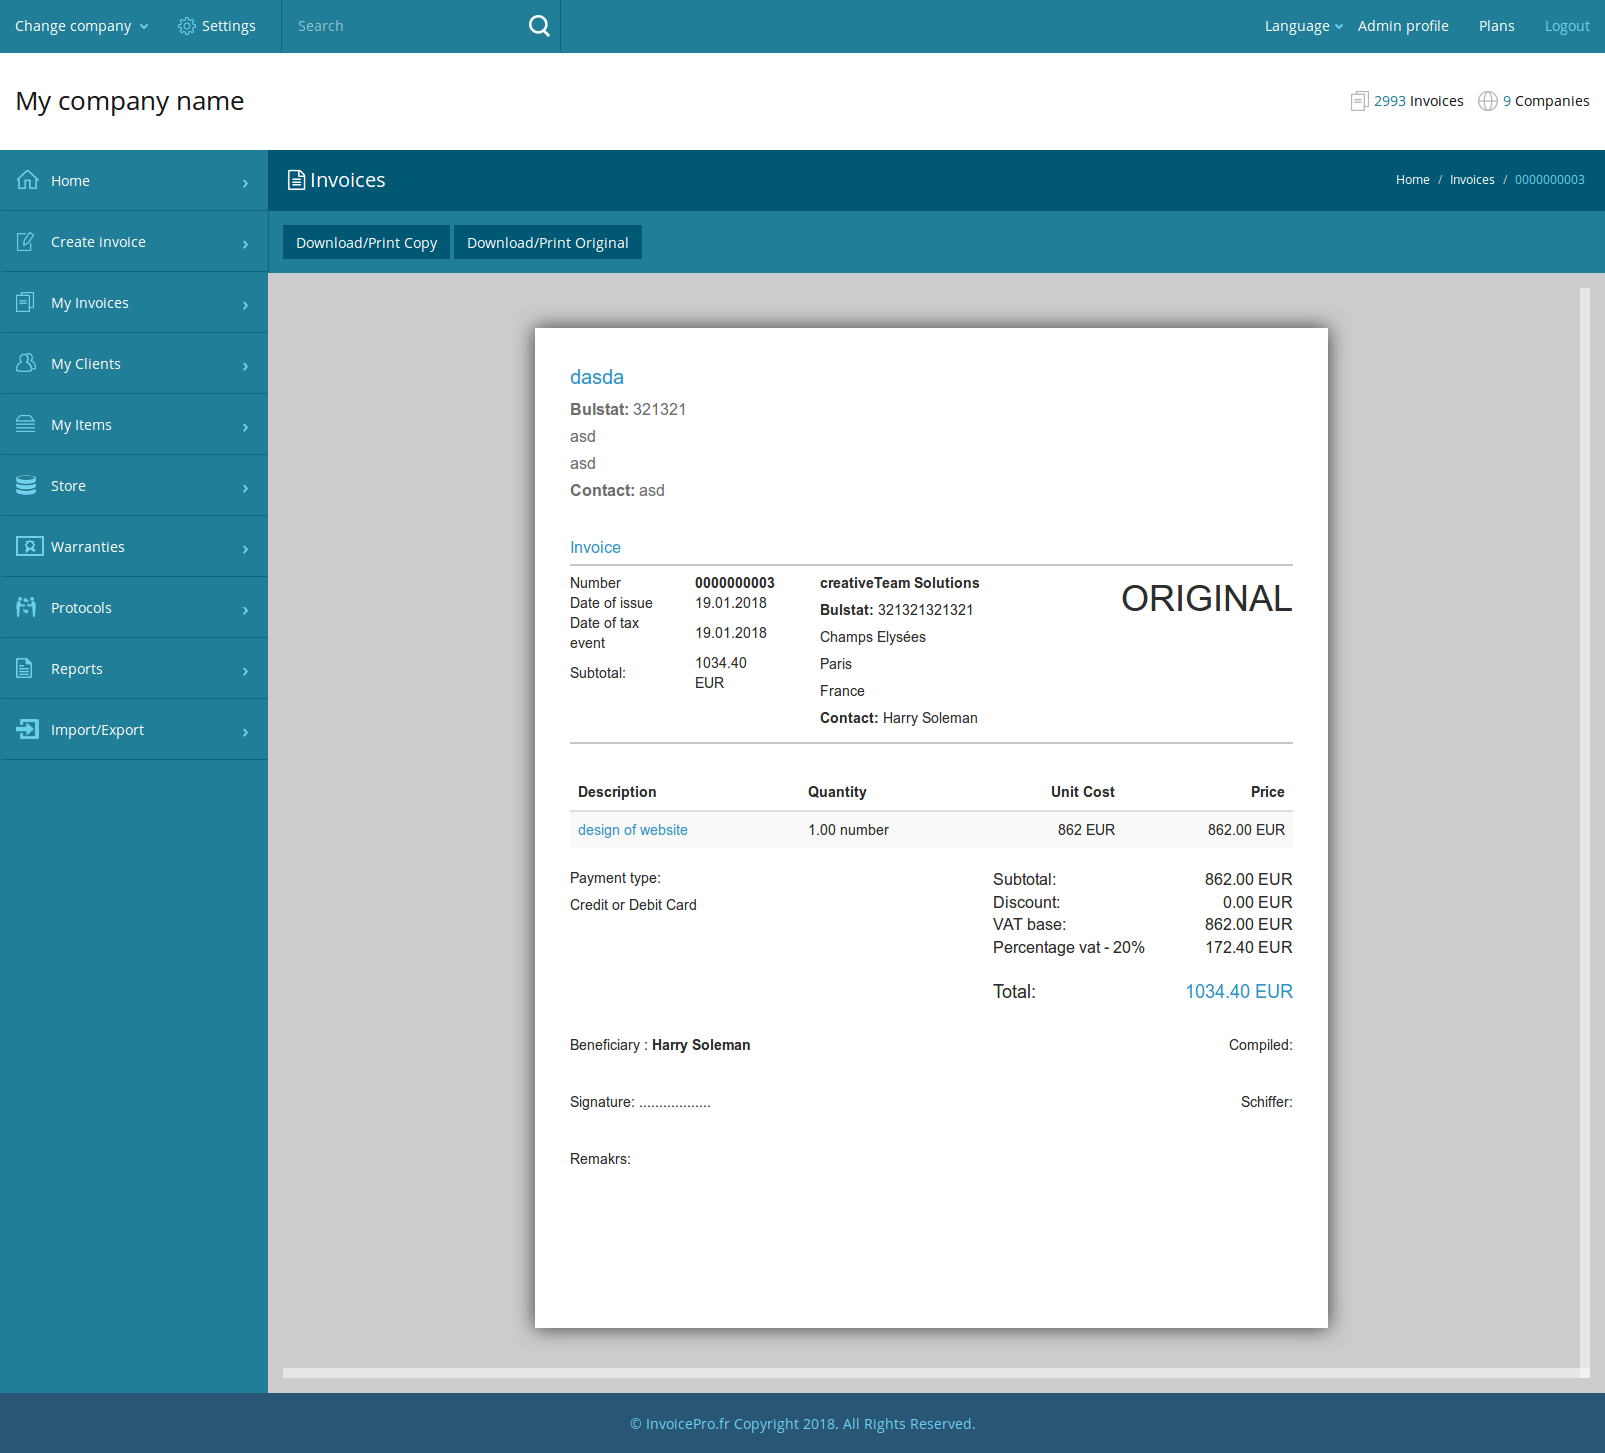 Change company Settings Search Language Admin profile Plans Logout
My company name 2993 Invoices 9 Companies
Home
Create invoice
My Invoices
My Clients
My Items
Store
Warranties
Protocols
Reports
Import/Export
Invoices Home / Invoices / 0000000003
Download/Print Copy Download/Print Original
dasda
Bulstat: 321321
asd
asd
Contact: asd
Invoice
Number 0000000003
Date of issue 19.01.2018
Date of tax event 19.01.2018
Subtotal: 1034.40 EUR
creativeTeam Solutions
Bulstat: 321321321321
Champs Elysées
Paris
France
Contact: Harry Soleman
ORIGINAL
Description Quantity Unit Cost Price
design of website 1.00 number 862 EUR 862.00 EUR
Payment type:
Credit or Debit Card
Subtotal: 862.00 EUR
Discount: 0.00 EUR
VAT base: 862.00 EUR
Percentage vat - 20% 172.40 EUR
Total: 1034.40 EUR
Beneficiary : Harry Soleman Compiled:
Signature: .................. Schiffer:
Remakrs:
© InvoicePro.fr Copyright 2018. All Rights Reserved.